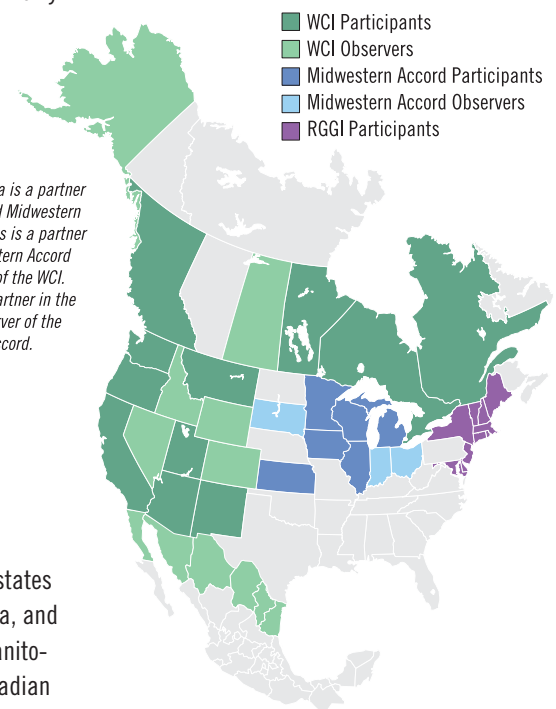 WCI Participants
WCI Observers
Midwestern Accord Participants
Midwestern Accord Observers
RGGI Participants
a is a partner
Midwestern
s is a partner
tern Accord
of the WCI.
artner in the
ver of the
ccord.
states
a, and
anito-
adian